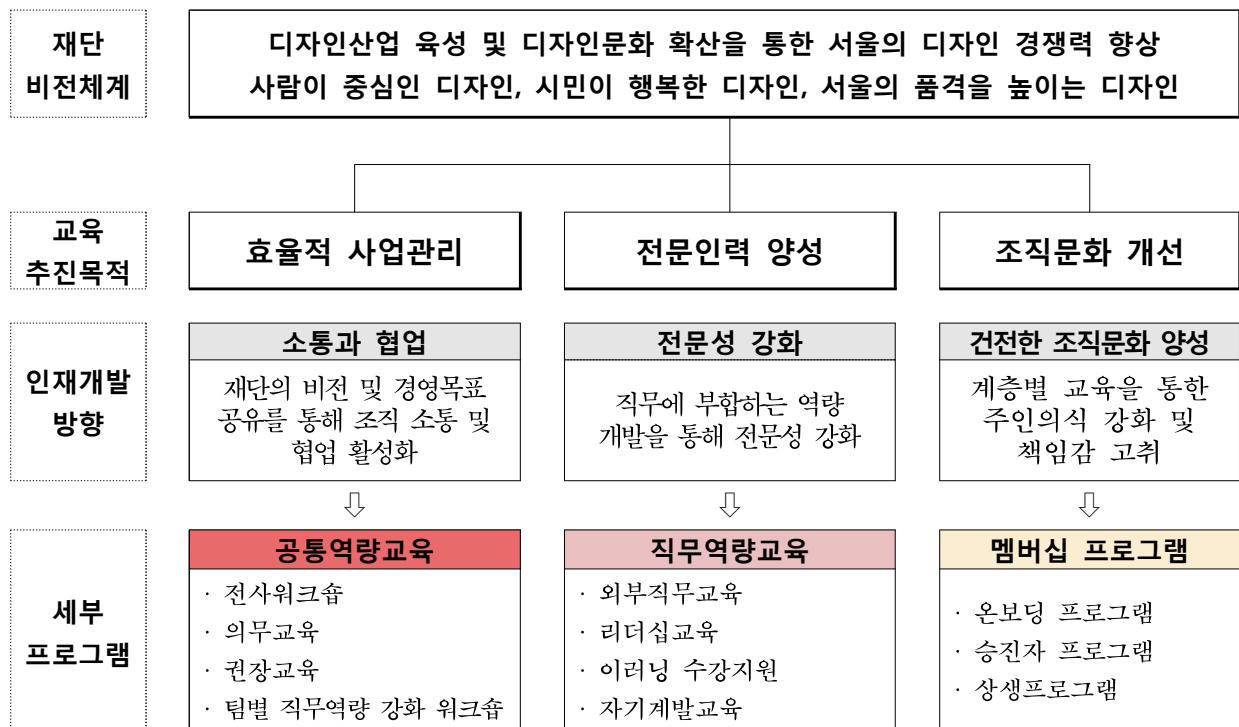 재단
비전체계
디자인산업 육성 및 디자인문화 확산을 통한 서울의 디자인 경쟁력 향상
사람이 중심인 디자인, 시민이 행복한 디자인, 서울의 품격을 높이는 디자인
교육
추진목적
효율적 사업관리
전문인력 양성
조직문화 개선
인재개발
방향
소통과 협업
재단의 비전 및 경영목표
공유를 통해 조직 소통 및
협업 활성화
전문성 강화
직무에 부합하는 역량
개발을 통해 전문성 강화
건전한 조직문화 양성
계층별 교육을 통한
주인의식 강화 및
책임감 고취
세부
프로그램
공통역량교육
· 전사워크숍
· 의무교육
· 권장교육
· 팀별 직무역량 강화 워크숍
직무역량교육
· 외부직무교육
· 리더십교육
· 이러닝 수강지원
· 자기계발교육
멤버십 프로그램
· 온보딩 프로그램
· 승진자 프로그램
· 상생프로그램